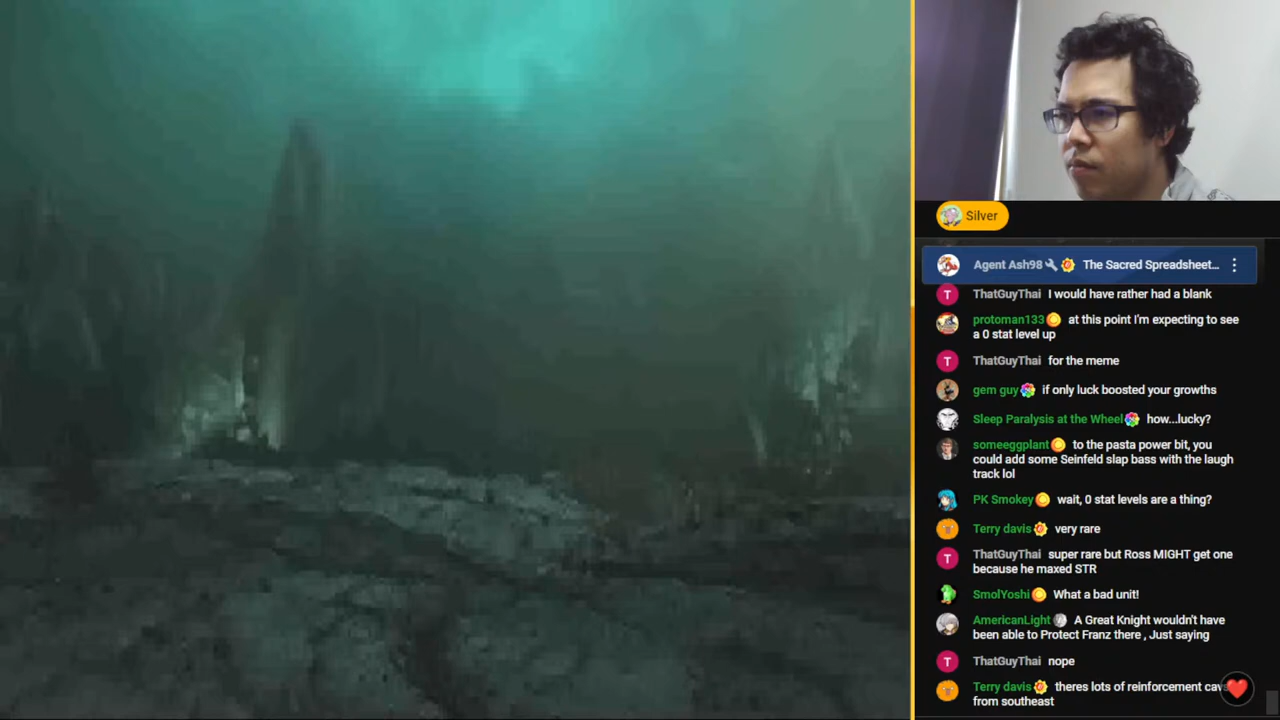 Silver
Agent Ash98 The Sacred Spreadsheet...
ThatGuyThai I would have rather had a blank
protoman133 at this point I'm expecting to see
a 0 stat level up
ThatGuyThai for the meme
gem guy if only luck boosted your growths
Sleep Paralysis at the Wheel how...lucky?
someeggplant to the pasta power bit, you
could add some Seinfeld slap bass with the laugh
track lol
PK Smokey wait, 0 stat levels are a thing?
Terry davis very rare
ThatGuyThai super rare but Ross MIGHT get one
because he maxed STR
SmolYoshi What a bad unit!
AmericanLight A Great Knight wouldn't have
been able to Protect Franz there , Just saying
ThatGuyThai nope
Terry davis theres lots of reinforcement cavs
from southeast